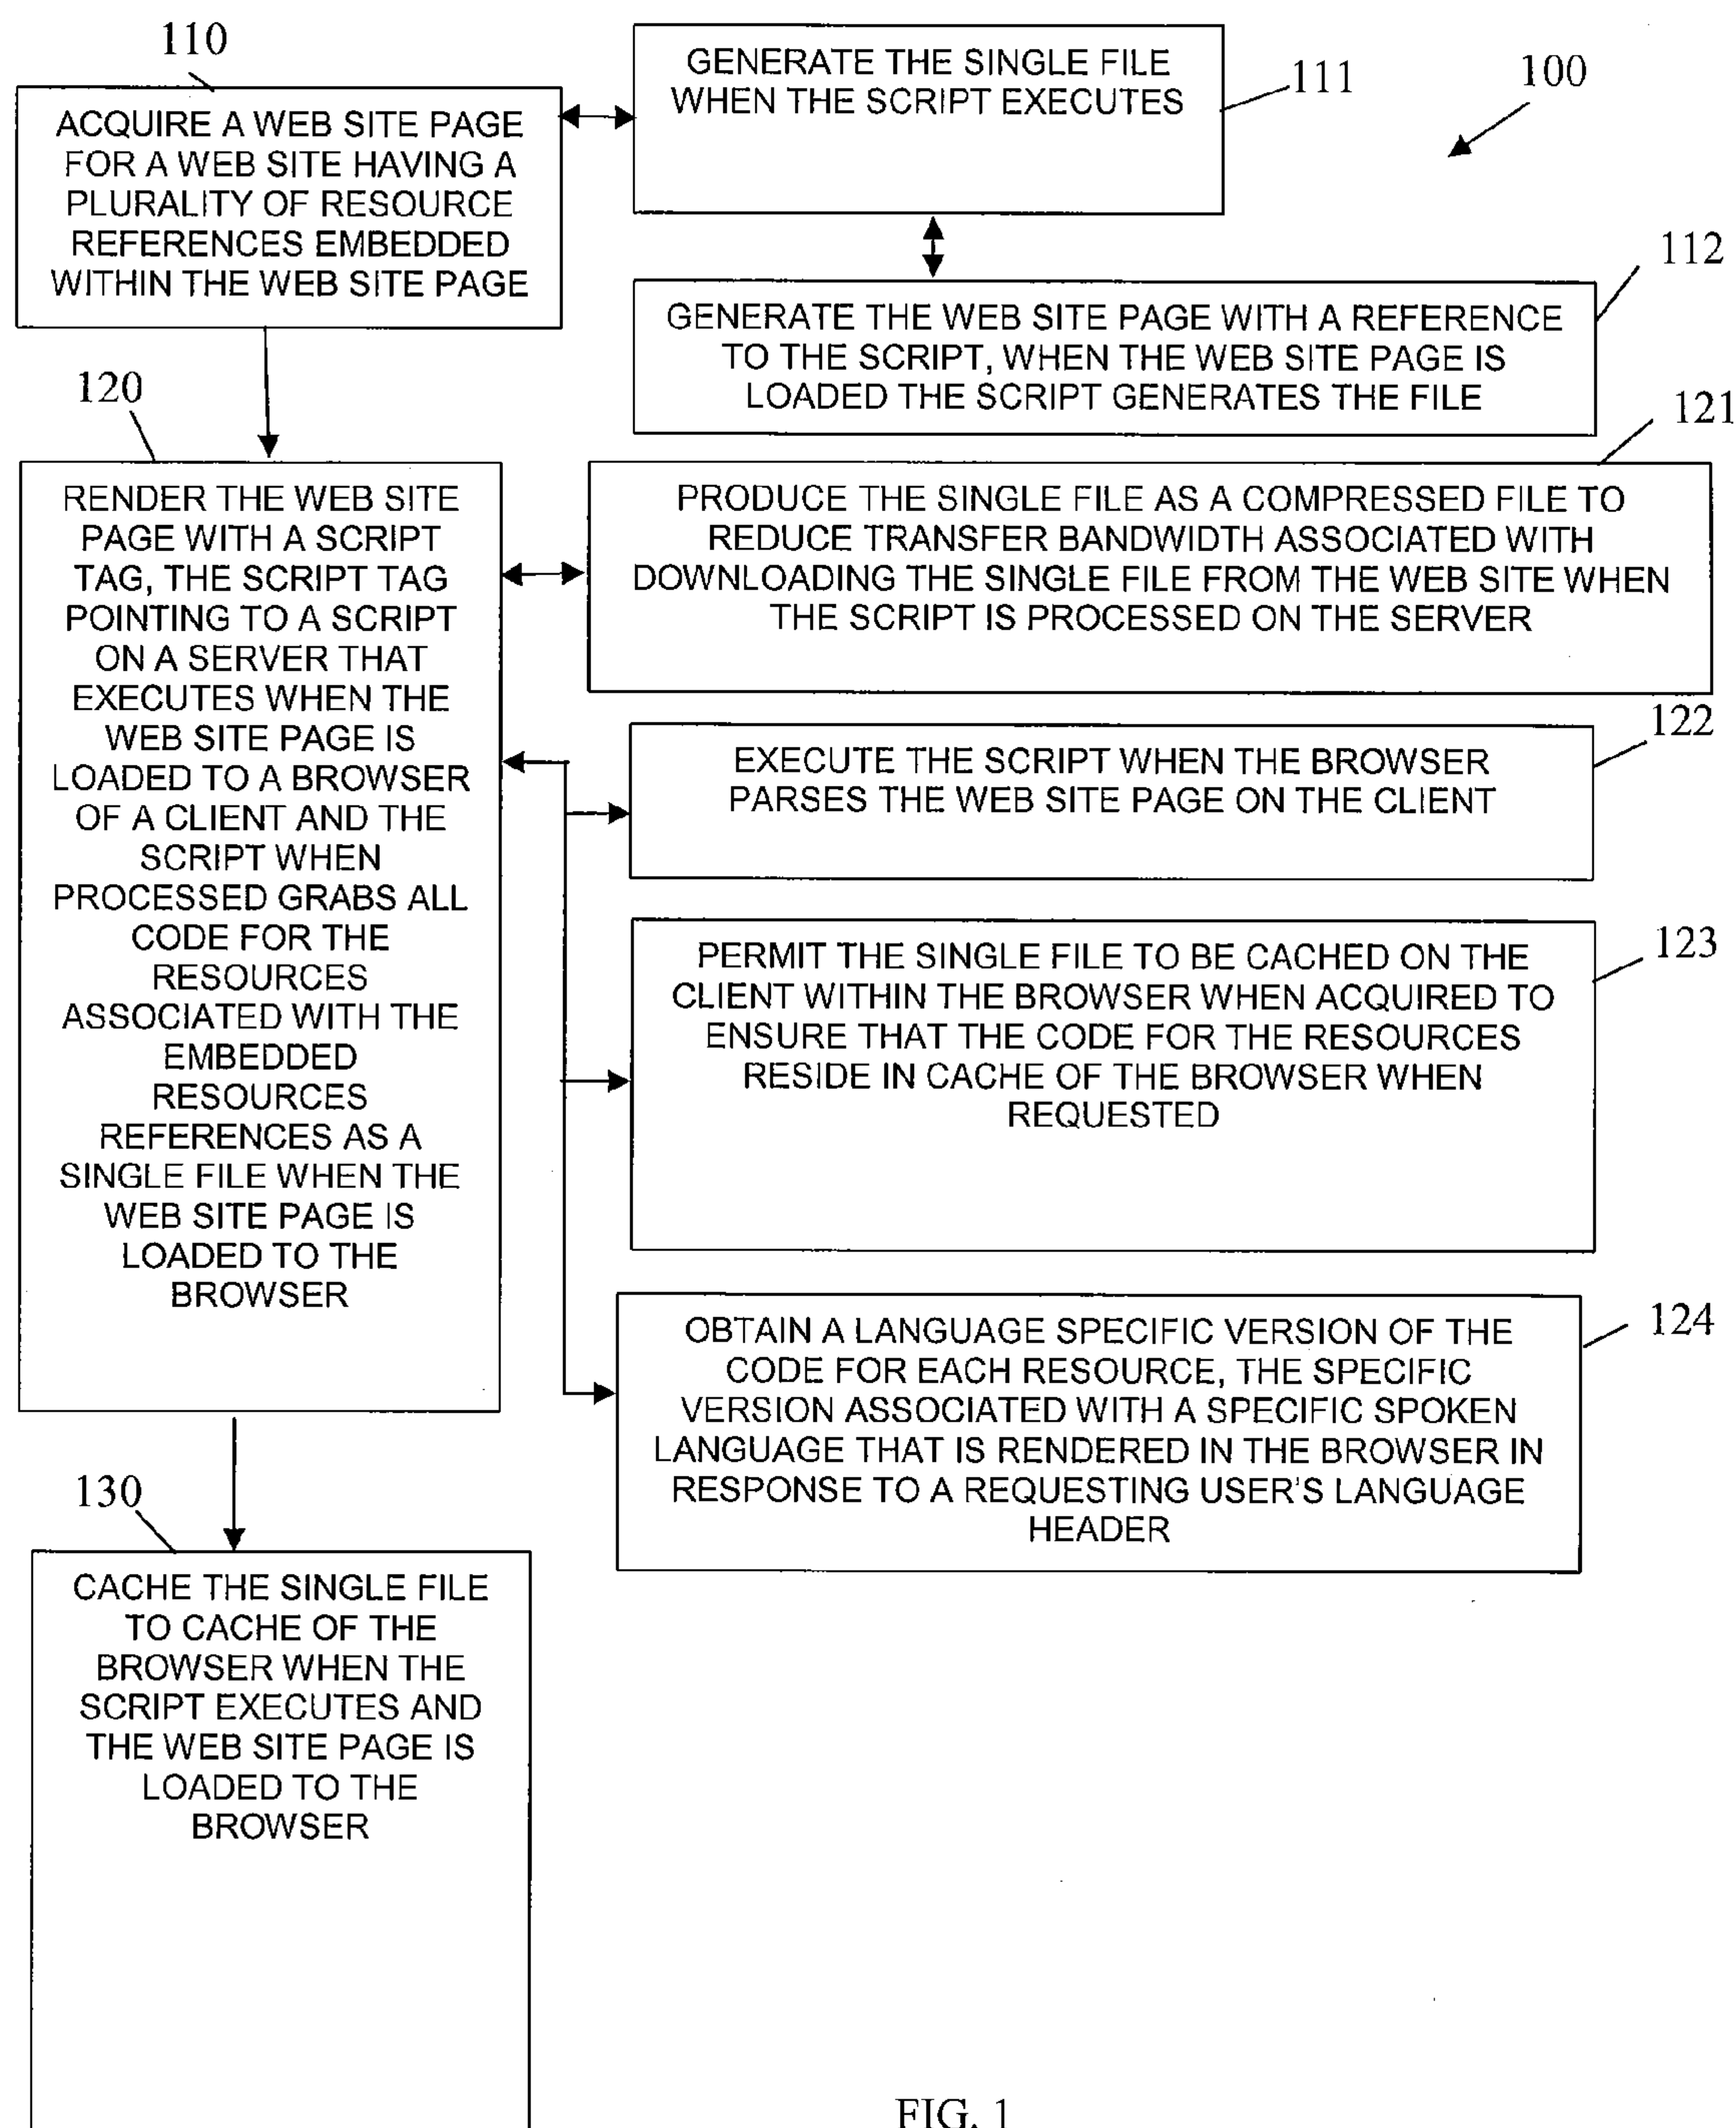 110
ACQUIRE A WEB SITE PAGE
FOR A WEB SITE HAVING A
PLURALITY OF RESOURCE
REFERENCES EMBEDDED
WITHIN THE WEB SITE PAGE
GENERATE THE SINGLE FILE
WHEN THE SCRIPT EXECUTES
111
100
GENERATE THE WEB SITE PAGE WITH A REFERENCE
TO THE SCRIPT, WHEN THE WEB SITE PAGE IS
LOADED THE SCRIPT GENERATES THE FILE
112
120
RENDER THE WEB SITE
PAGE WITH A SCRIPT
TAG, THE SCRIPT TAG
POINTING TO A SCRIPT
ON A SERVER THAT
EXECUTES WHEN THE
WEB SITE PAGE IS
LOADED TO A BROWSER
OF A CLIENT AND THE
SCRIPT WHEN
PROCESSED GRABS ALL
CODE FOR THE
RESOURCES
ASSOCIATED WITH THE
EMBEDDED
RESOURCES
REFERENCES AS A
SINGLE FILE WHEN THE
WEB SITE PAGE IS
LOADED TO THE
BROWSER
121
PRODUCE THE SINGLE FILE AS A COMPRESSED FILE TO
REDUCE TRANSFER BANDWIDTH ASSOCIATED WITH
DOWNLOADING THE SINGLE FILE FROM THE WEB SITE WHEN
THE SCRIPT IS PROCESSED ON THE SERVER
122
EXECUTE THE SCRIPT WHEN THE BROWSER
PARSES THE WEB SITE PAGE ON THE CLIENT
123
PERMIT THE SINGLE FILE TO BE CACHED ON THE
CLIENT WITHIN THE BROWSER WHEN ACQUIRED TO
ENSURE THAT THE CODE FOR THE RESOURCES
RESIDE IN CACHE OF THE BROWSER WHEN
REQUESTED
124
OBTAIN A LANGUAGE SPECIFIC VERSION OF THE
CODE FOR EACH RESOURCE, THE SPECIFIC
VERSION ASSOCIATED WITH A SPECIFIC SPOKEN
LANGUAGE THAT IS RENDERED IN THE BROWSER IN
RESPONSE TO A REQUESTING USER'S LANGUAGE
HEADER
130
CACHE THE SINGLE FILE
TO CACHE OF THE
BROWSER WHEN THE
SCRIPT EXECUTES AND
THE WEB SITE PAGE IS
LOADED TO THE
BROWSER
FIG. 1